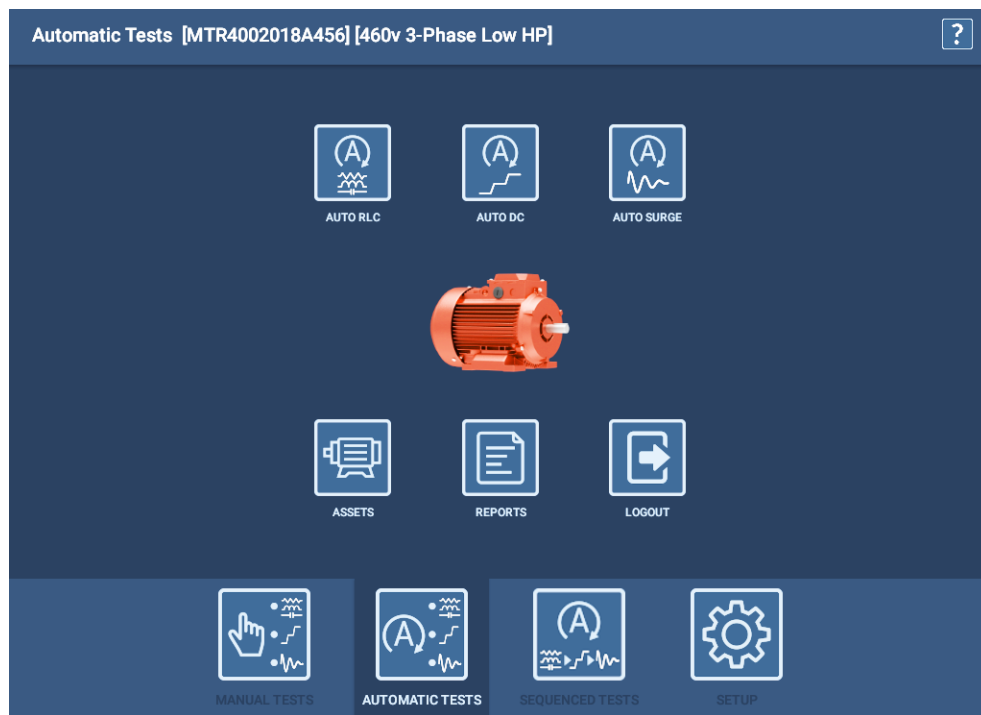 Automatic Tests [MTR4002018A456] [460v 3-Phase Low HP]
?
AUTO RLC
AUTO DC
AUTO SURGE
ASSETS
REPORTS
LOGOUT
MANUAL TESTS
AUTOMATIC TESTS
SEQUENCED TESTS
SETUP